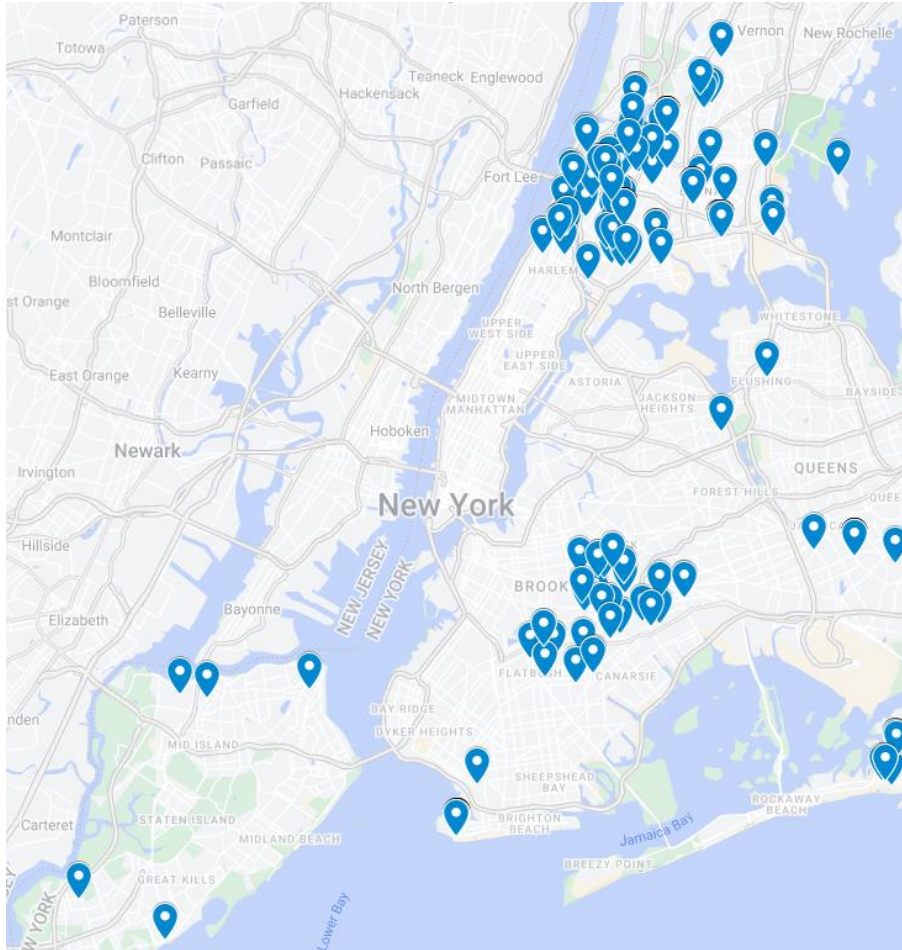 Paterson
Totowa
Vernon
New Rochelle
Teaneck
Englewood
Hackensack
Garfield
Clifton
Passaic
Fort Lee
Montclair
HARLEM
Bloomfield
North Bergen
st Orange
Belleville
WHITESTONE
UPPER
WEST SIDE
UPPER
EAST SIDE
East Orange
Kearny
ASTORIA
FLUSHING
BAYSIDE
MIDTOWN
MANHATTAN
JACKSON
HEIGHTS
Hoboken
Newark
Irvington
QUEENS
FOREST HILLS
New York
Hillside
NEW JERSEY
NEW YORK
BROOK
Bayonne
Elizabeth
FLATBUSH
CANARSIE
BAY RIDGE
DYKER HEIGHTS
MID ISLAND
SHEEPSHEAD
BAY
ROCKAWAY
BEACH
STATEN ISLAND
BRIGHTON
BEACH
Carteret
MIDLAND BEACH
Jamaica Bay
BREEZY POINT
GREAT KILLS
Lower Bay
W YORK